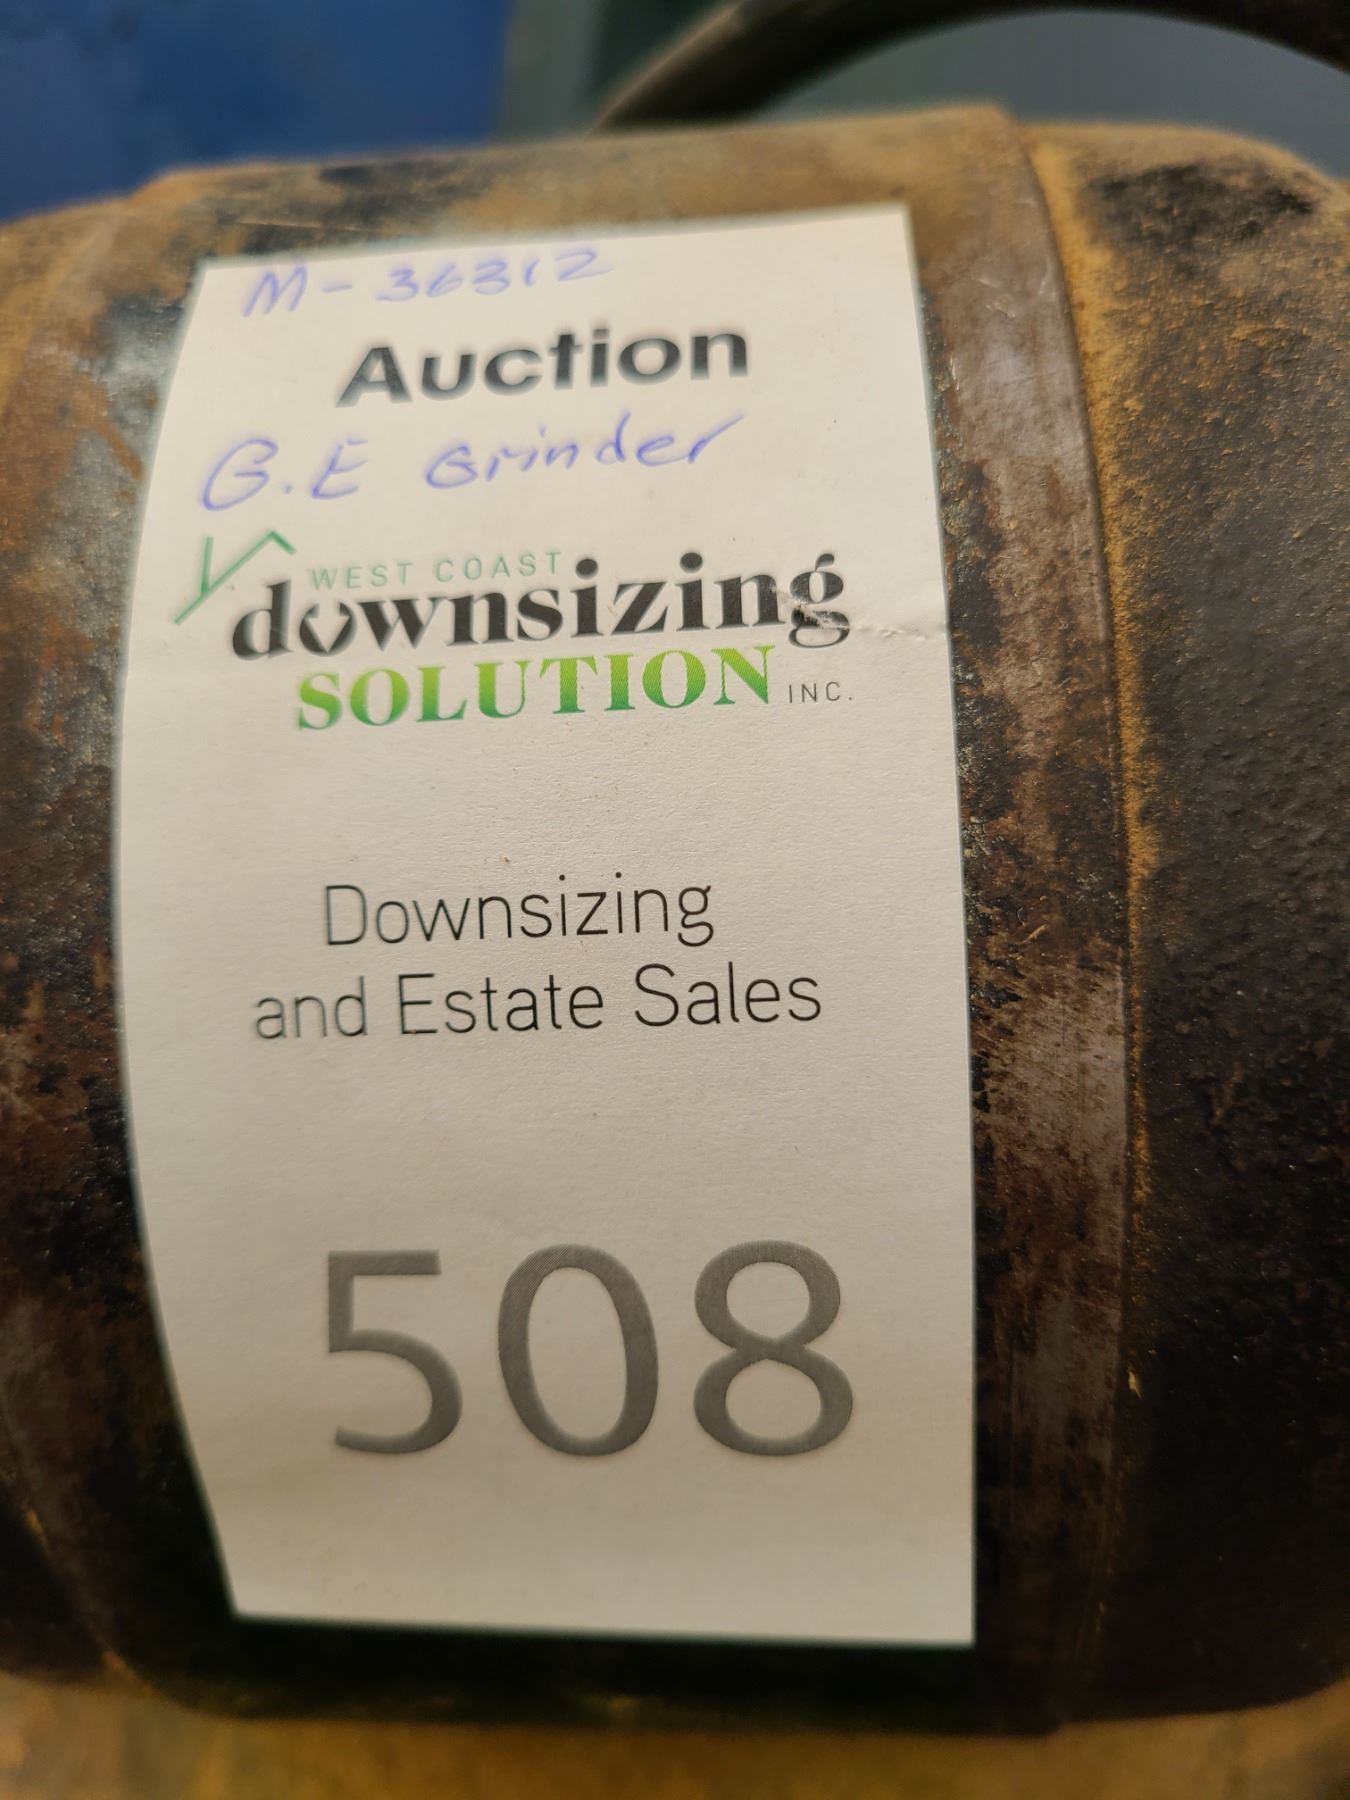 M-36312
Auction
G.E Grinder
WEST COAST
downsizing
SOLUTION INC.
Downsizing
and Estate Sales
508